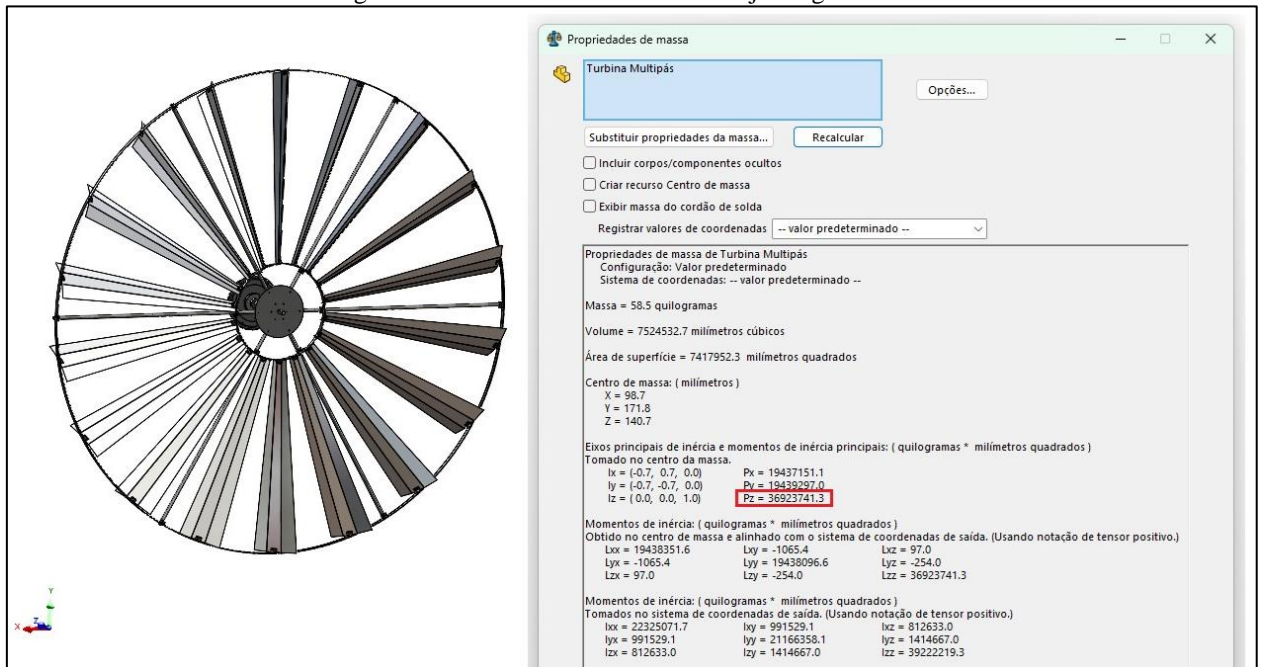 Propriedades de massa
Turbina Multipás
Opções...
Substituir propriedades da massa...
Recalcular
Incluir corpos/componentes ocultos
Criar recurso Centro de massa
Exibir massa do cordão de solda
Registrar valores de coordenadas -- valor predeterminado --
Propriedades de massa de Turbina Multipás
Configuração: Valor predeterminado
Sistema de coordenadas: -- valor predeterminado --
Massa = 58.5 quilogramas
Volume = 7524532.7 milímetros cúbicos
Área de superfície = 7417952.3 milímetros quadrados
Centro de massa: ( milímetros )
X = 98.7
Y = 171.8
Z = 140.7
Eixos principais de inércia e momentos de inércia principais: ( quilogramas * milímetros quadrados )
Tomado no centro da massa.
Ix = (-0.7, 0.7, 0.0) Px = 19437151.1
Iy = (-0.7, -0.7, 0.0) Py = 19439297.0
Iz = ( 0.0, 0.0, 1.0) Pz = 36923741.3
Momentos de inércia: ( quilogramas * milímetros quadrados )
Obtido no centro de massa e alinhado com o sistema de coordenadas de saída. (Usando notação de tensor positivo.)
Lxx = 19438351.6 Lxy = -1065.4 Lxz = 97.0
Lyx = -1065.4 Lyy = 19438096.6 Lyz = -254.0
Lzx = 97.0 Lzy = -254.0 Lzz = 36923741.3
Momentos de inércia: ( quilogramas * milímetros quadrados )
Tomados no sistema de coordenadas de saída. (Usando notação de tensor positivo.)
Ixx = 22325071.7 Ixy = 991529.1 Ixz = 812633.0
Iyx = 991529.1 Iyy = 21166358.1 Iyz = 1414667.0
Izx = 812633.0 Izy = 1414667.0 Izz = 39222219.3
Y
X
Z